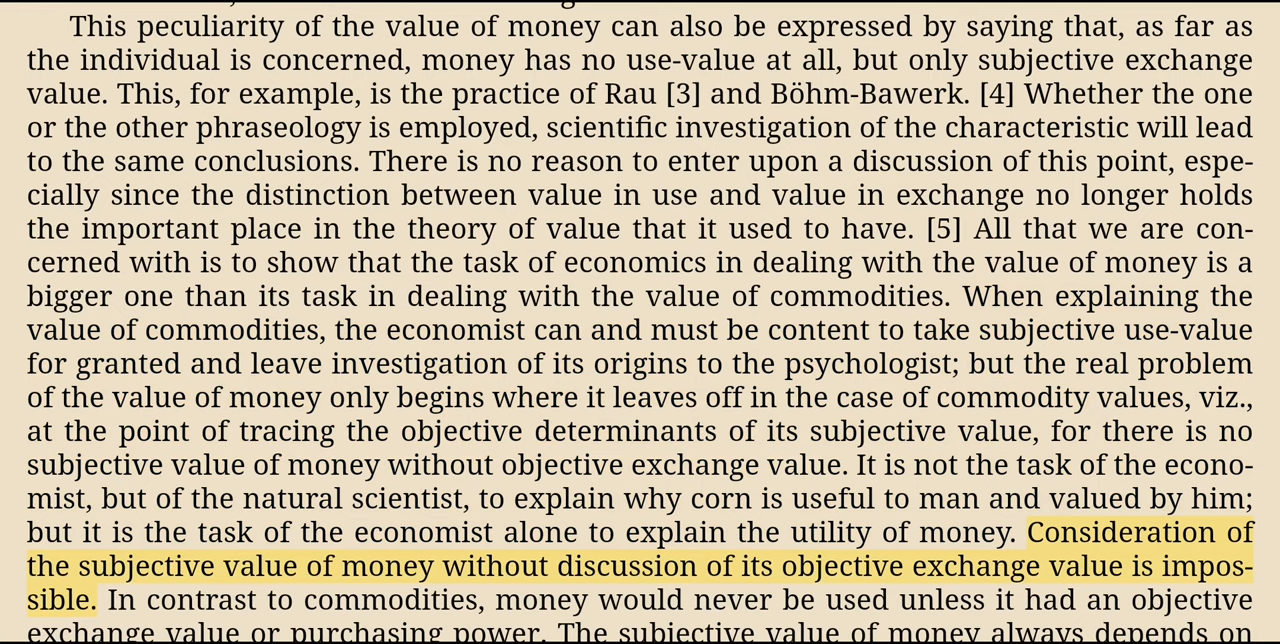 This peculiarity of the value of money can also be expressed by saying that, as far as
the individual is concerned, money has no use-value at all, but only subjective exchange
value. This, for example, is the practice of Rau [3] and Böhm-Bawerk. [4] Whether the one
or the other phraseology is employed, scientific investigation of the characteristic will lead
to the same conclusions. There is no reason to enter upon a discussion of this point, espe-
cially since the distinction between value in use and value in exchange no longer holds
the important place in the theory of value that it used to have. [5] All that we are con-
cerned with is to show that the task of economics in dealing with the value of money is a
bigger one than its task in dealing with the value of commodities. When explaining the
value of commodities, the economist can and must be content to take subjective use-value
for granted and leave investigation of its origins to the psychologist; but the real problem
of the value of money only begins where it leaves off in the case of commodity values, viz.,
at the point of tracing the objective determinants of its subjective value, for there is no
subjective value of money without objective exchange value. It is not the task of the econo-
mist, but of the natural scientist, to explain why corn is useful to man and valued by him;
but it is the task of the economist alone to explain the utility of money. Consideration of
the subjective value of money without discussion of its objective exchange value is impos-
sible. In contrast to commodities, money would never be used unless it had an objective
exchange value or purchasing power. The subjective value of money always depends on